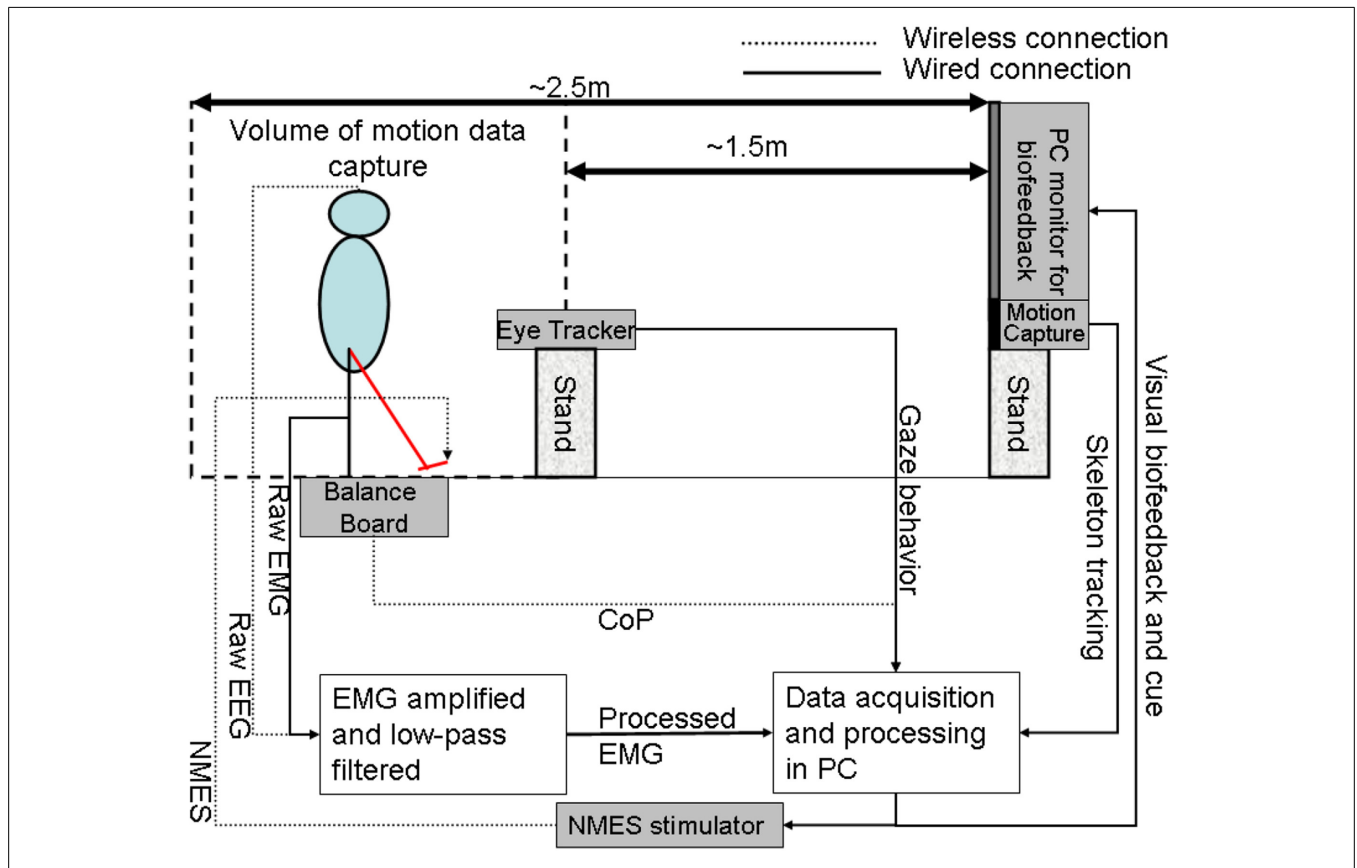 Wireless connection
Wired connection
~2.5m
Volume of motion data
capture
~1.5m
PC monitor for
biofeedback
Eye Tracker
Motion
Capture
Stand
Stand
Balance
Board
Gaze behavior
Skeleton tracking
Visual biofeedback and cue
Raw EMG
Raw EEG
NMES
CoP
EMG amplified
and low-pass
filtered
Processed
EMG
Data acquisition
and processing
in PC
NMES stimulator